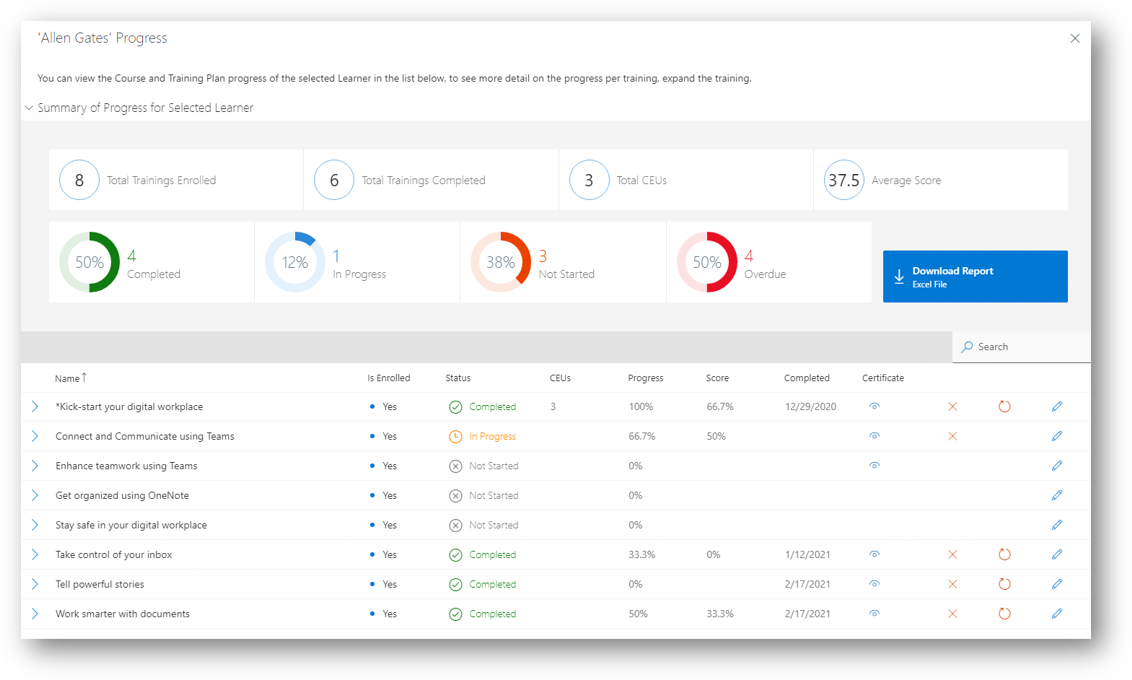 'Allen Gates' Progress
You can view the Course and Training Plan progress of the selected Learner in the list below, to see more detail on the progress per training, expand the training.
Summary of Progress for Selected Learner
8 Total Trainings Enrolled 6 Total Trainings Completed 3 Total CEUs 37.5 Average Score
50% 4 Completed 12% 1 In Progress 38% 3 Not Started 50% 4 Overdue
Download Report
Excel File
Search
Name↑ Is Enrolled Status CEUs Progress Score Completed Certificate
*Kick-start your digital workplace Yes Completed 3 100% 66.7% 12/29/2020
Connect and Communicate using Teams Yes In Progress 66.7% 50%
Enhance teamwork using Teams Yes Not Started 0%
Get organized using OneNote Yes Not Started 0%
Stay safe in your digital workplace Yes Not Started 0%
Take control of your inbox Yes Completed 33.3% 0% 1/12/2021
Tell powerful stories Yes Completed 0% 2/17/2021
Work smarter with documents Yes Completed 50% 33.3% 2/17/2021